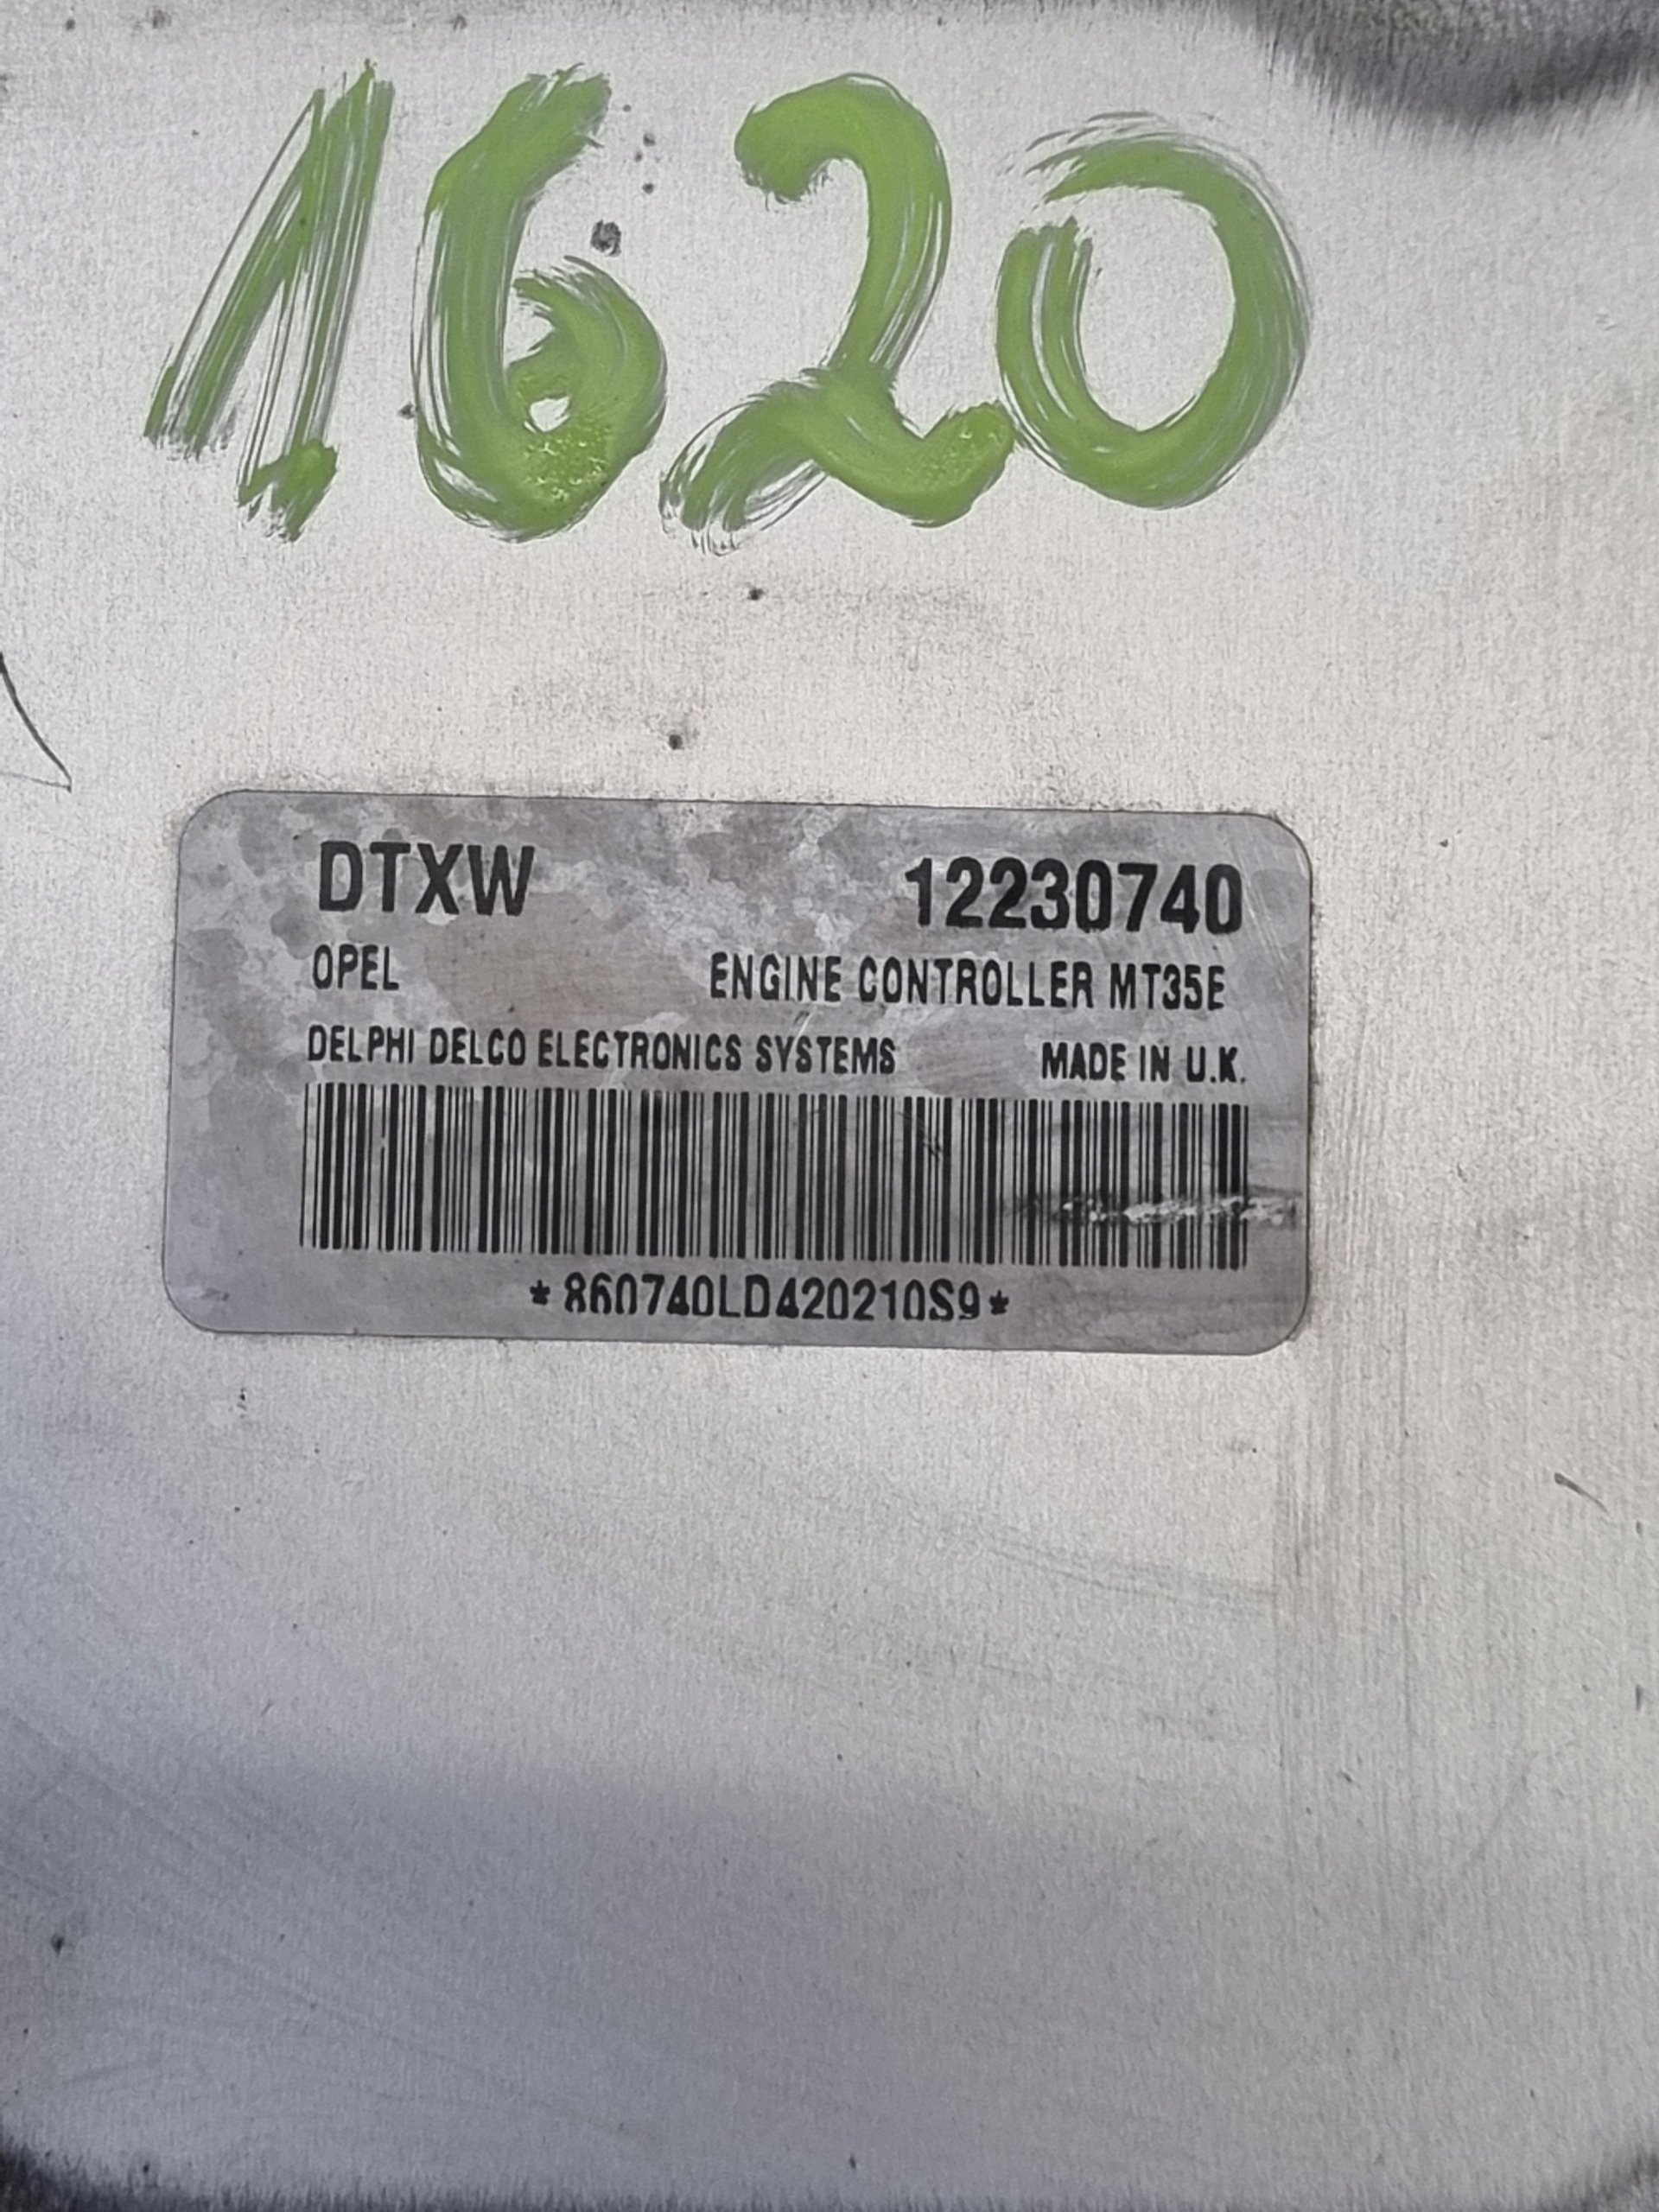 1620
DTXW 12230740
OPEL ENGINE CONTROLLER MT35E
DELPHI DELCO ELECTRONICS SYSTEMS MADE IN U.K.
*860740LD420210S9*